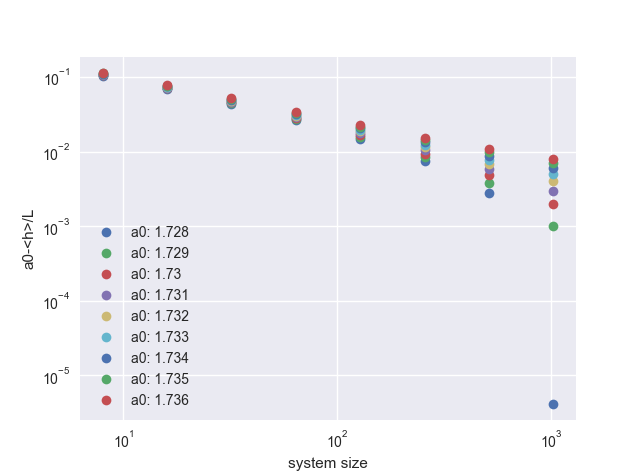 10⁻¹
10⁻²
10⁻³
10⁻⁴
10⁻⁵
a0-<h>/L
a0: 1.728
a0: 1.729
a0: 1.73
a0: 1.731
a0: 1.732
a0: 1.733
a0: 1.734
a0: 1.735
a0: 1.736
10¹ 10² 10³
system size